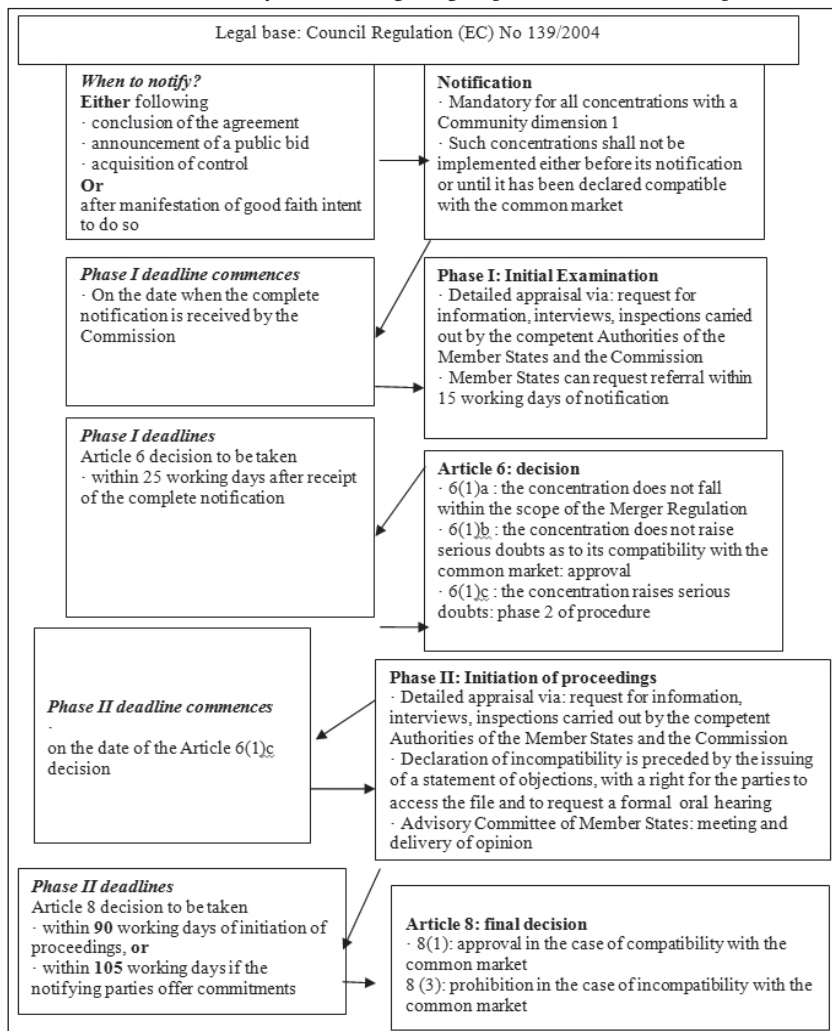 Legal base: Council Regulation (EC) No 139/2004
When to notify?
Either following
· conclusion of the agreement
· announcement of a public bid
· acquisition of control
Or
after manifestation of good faith intent
to do so
Notification
· Mandatory for all concentrations with a
Community dimension 1
· Such concentrations shall not be
implemented either before its notification
or until it has been declared compatible
with the common market
Phase I deadline commences
· On the date when the complete
notification is received by the
Commission
Phase I: Initial Examination
· Detailed appraisal via: request for
information, interviews, inspections carried
out by the competent Authorities of the
Member States and the Commission
· Member States can request referral within
15 working days of notification
Phase I deadlines
Article 6 decision to be taken
· within 25 working days after receipt
of the complete notification
Article 6: decision
· 6(1)a : the concentration does not fall
within the scope of the Merger Regulation
· 6(1)b : the concentration does not raise
serious doubts as to its compatibility with the
common market: approval
· 6(1)c : the concentration raises serious
doubts: phase 2 of procedure
Phase II deadline commences
·
on the date of the Article 6(1)c
decision
Phase II: Initiation of proceedings
· Detailed appraisal via: request for information,
interviews, inspections carried out by the competent
Authorities of the Member States and the Commission
· Declaration of incompatibility is preceded by the issuing
of a statement of objections, with a right for the parties to
access the file and to request a formal oral hearing
· Advisory Committee of Member States: meeting and
delivery of opinion
Phase II deadlines
Article 8 decision to be taken
· within 90 working days of initiation of
proceedings, or
· within 105 working days if the
notifying parties offer commitments
Article 8: final decision
· 8(1): approval in the case of compatibility with the
common market
8 (3): prohibition in the case of incompatibility with the
common market